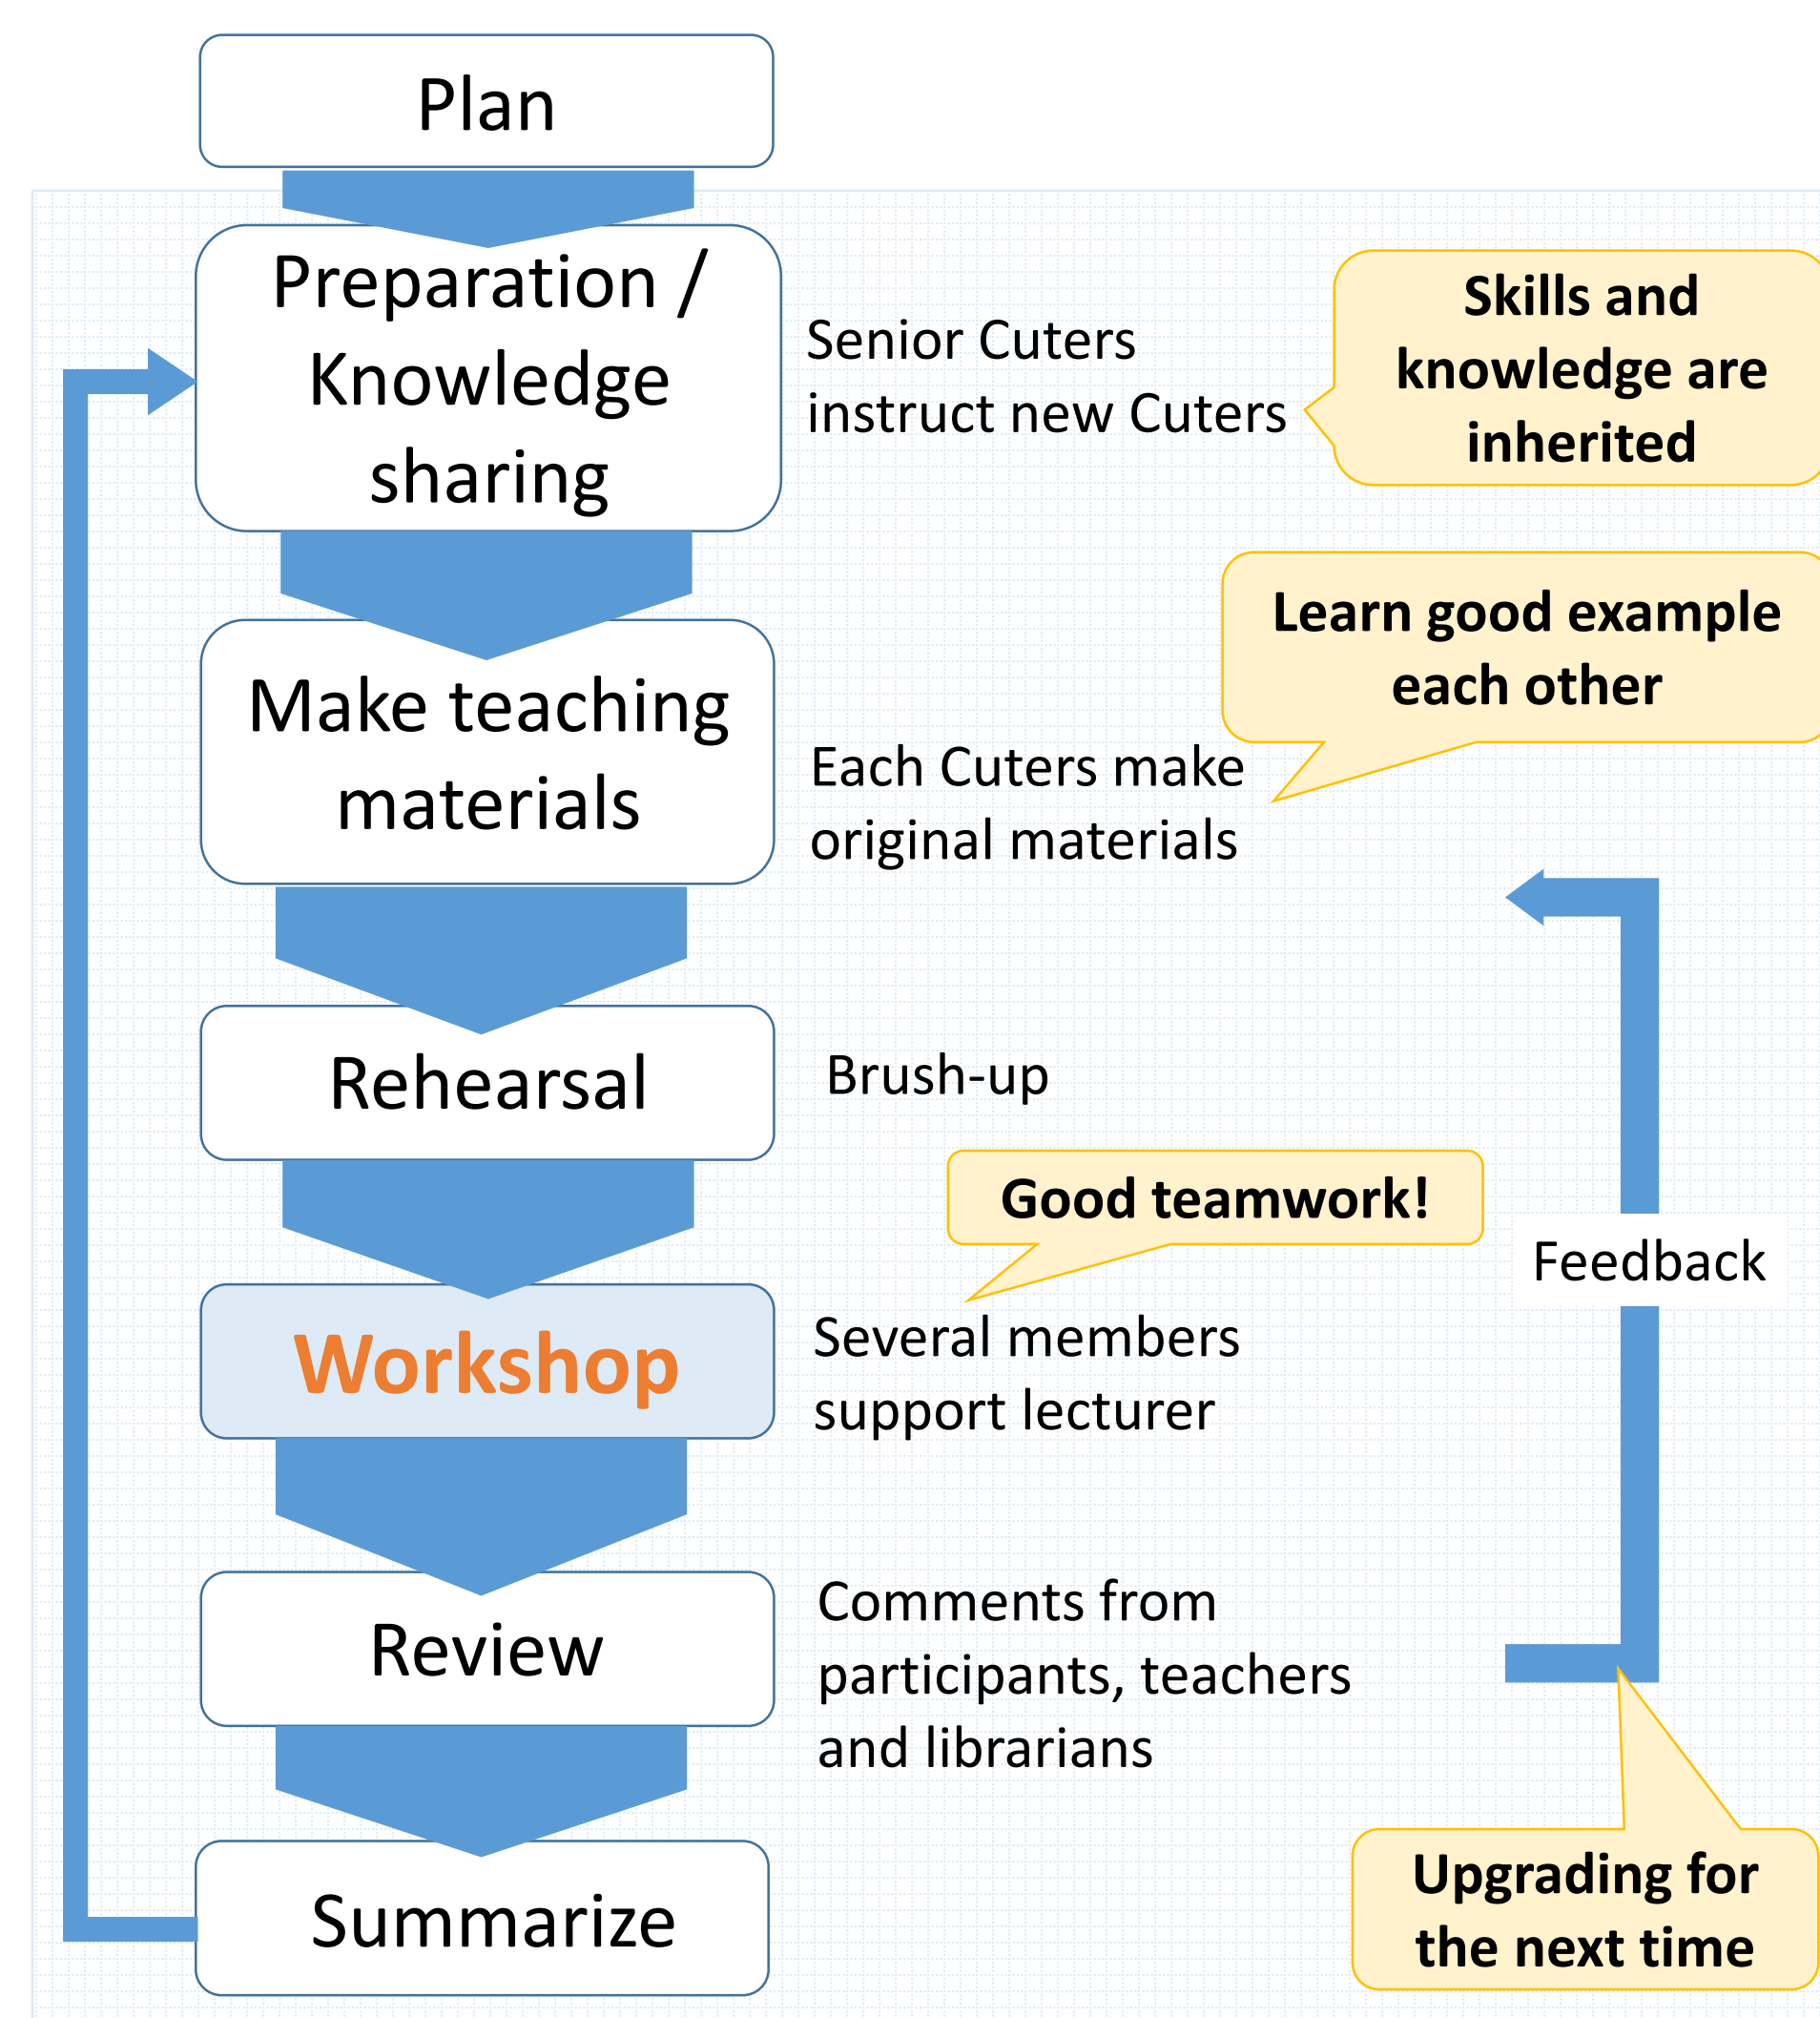 Plan
Preparation /
Knowledge
sharing
Senior Cuters
instruct new Cuters
Skills and
knowledge are
inherited
Learn good example
each other
Make teaching
materials
Each Cuters make
original materials
Rehearsal
Brush-up
Good teamwork!
Feedback
Workshop
Several members
support lecturer
Review
Comments from
participants, teachers
and librarians
Summarize
Upgrading for
the next time